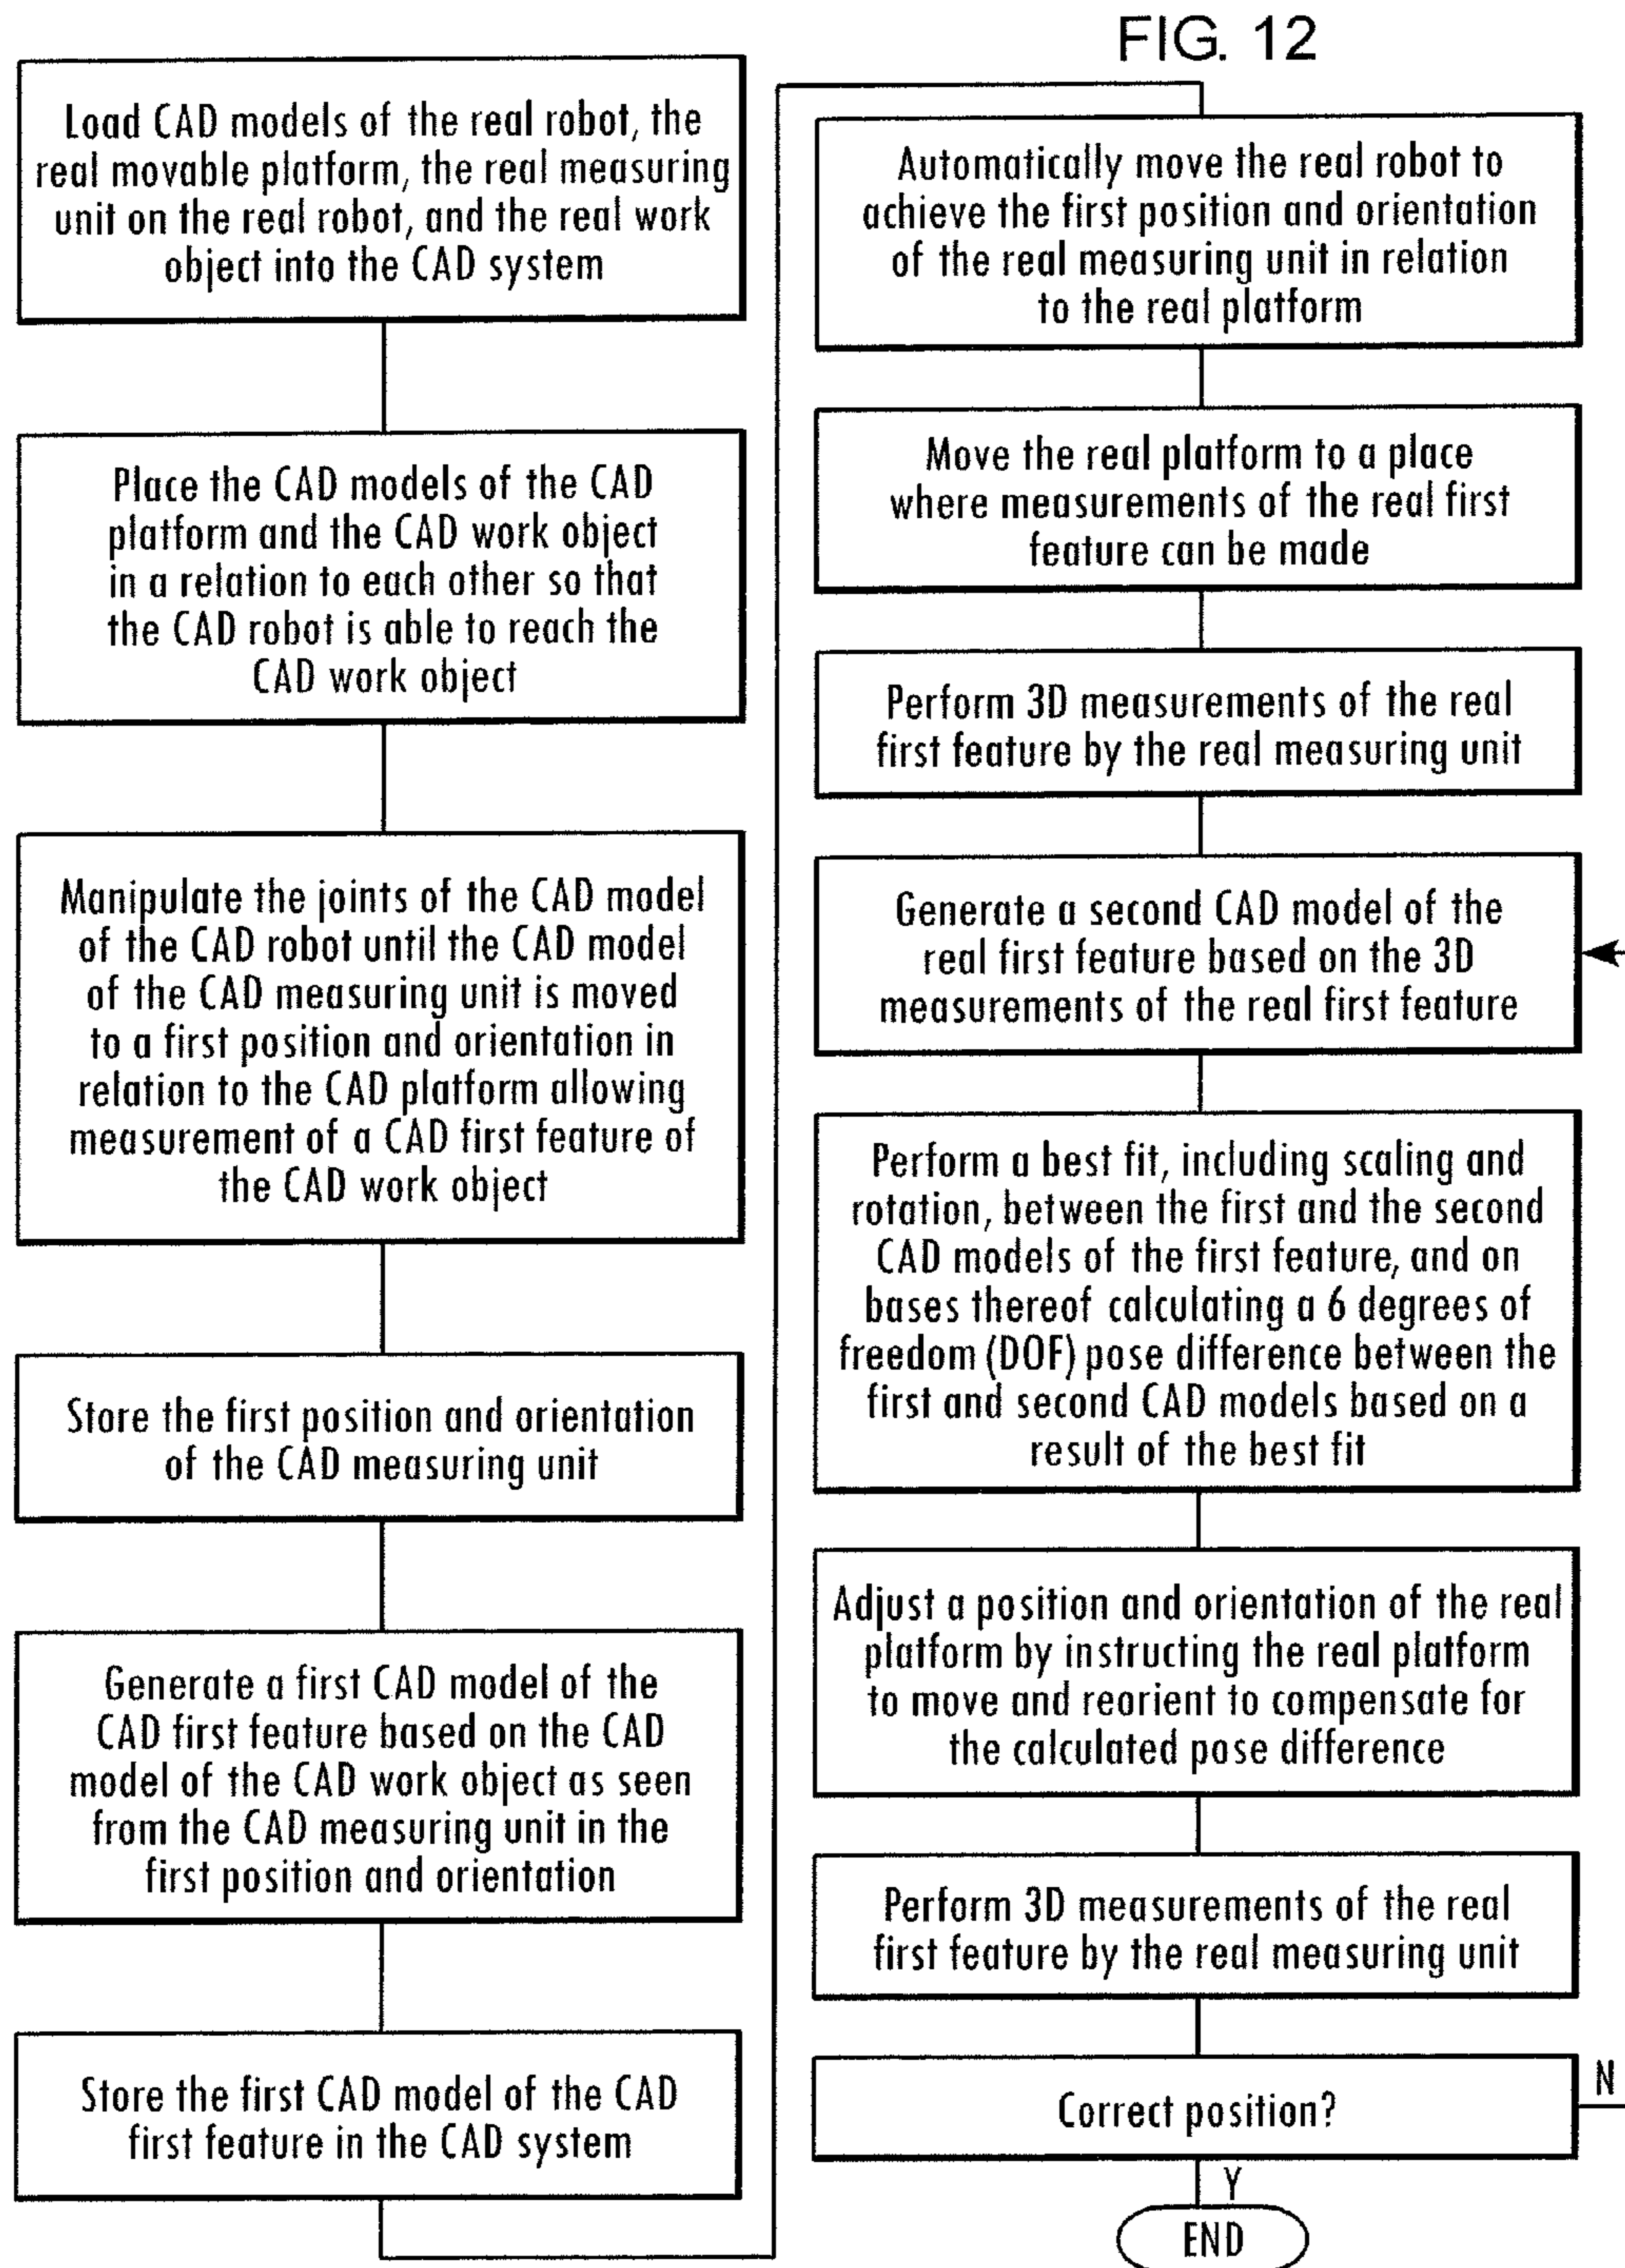 FIG. 12
Load CAD models of the real robot, the
real movable platform, the real measuring
unit on the real robot, and the real work
object into the CAD system
Place the CAD models of the CAD
platform and the CAD work object
in a relation to each other so that
the CAD robot is able to reach the
CAD work object
Manipulate the joints of the CAD model
of the CAD robot until the CAD model
of the CAD measuring unit is moved
to a first position and orientation in
relation to the CAD platform allowing
measurement of a CAD first feature of
the CAD work object
Store the first position and orientation
of the CAD measuring unit
Generate a first CAD model of the
CAD first feature based on the CAD
model of the CAD work object as seen
from the CAD measuring unit in the
first position and orientation
Store the first CAD model of the CAD
first feature in the CAD system
Automatically move the real robot to
achieve the first position and orientation
of the real measuring unit in relation
to the real platform
Move the real platform to a place
where measurements of the real first
feature can be made
Perform 3D measurements of the real
first feature by the real measuring unit
Generate a second CAD model of the
real first feature based on the 3D
measurements of the real first feature
Perform a best fit, including scaling and
rotation, between the first and the second
CAD models of the first feature, and on
bases thereof calculating a 6 degrees of
freedom (DOF) pose difference between the
first and second CAD models based on a
result of the best fit
Adjust a position and orientation of the real
platform by instructing the real platform
to move and reorient to compensate for
the calculated pose difference
Perform 3D measurements of the real
first feature by the real measuring unit
Correct position?
N
Y
END